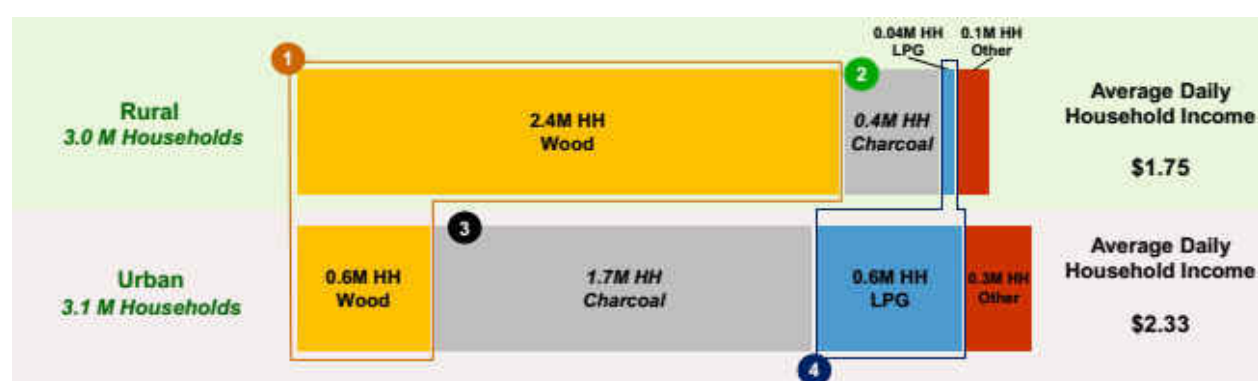 0.04M HH
LPG
0.1M HH
Other
1
2
Rural
3.0 M Households
2.4M HH
Wood
0.4M HH
Charcoal
Average Daily
Household Income
$1.75
3
Urban
3.1 M Households
0.6M HH
Wood
1.7M HH
Charcoal
0.6M HH
LPG
0.3M HH
Other
Average Daily
Household Income
$2.33
4